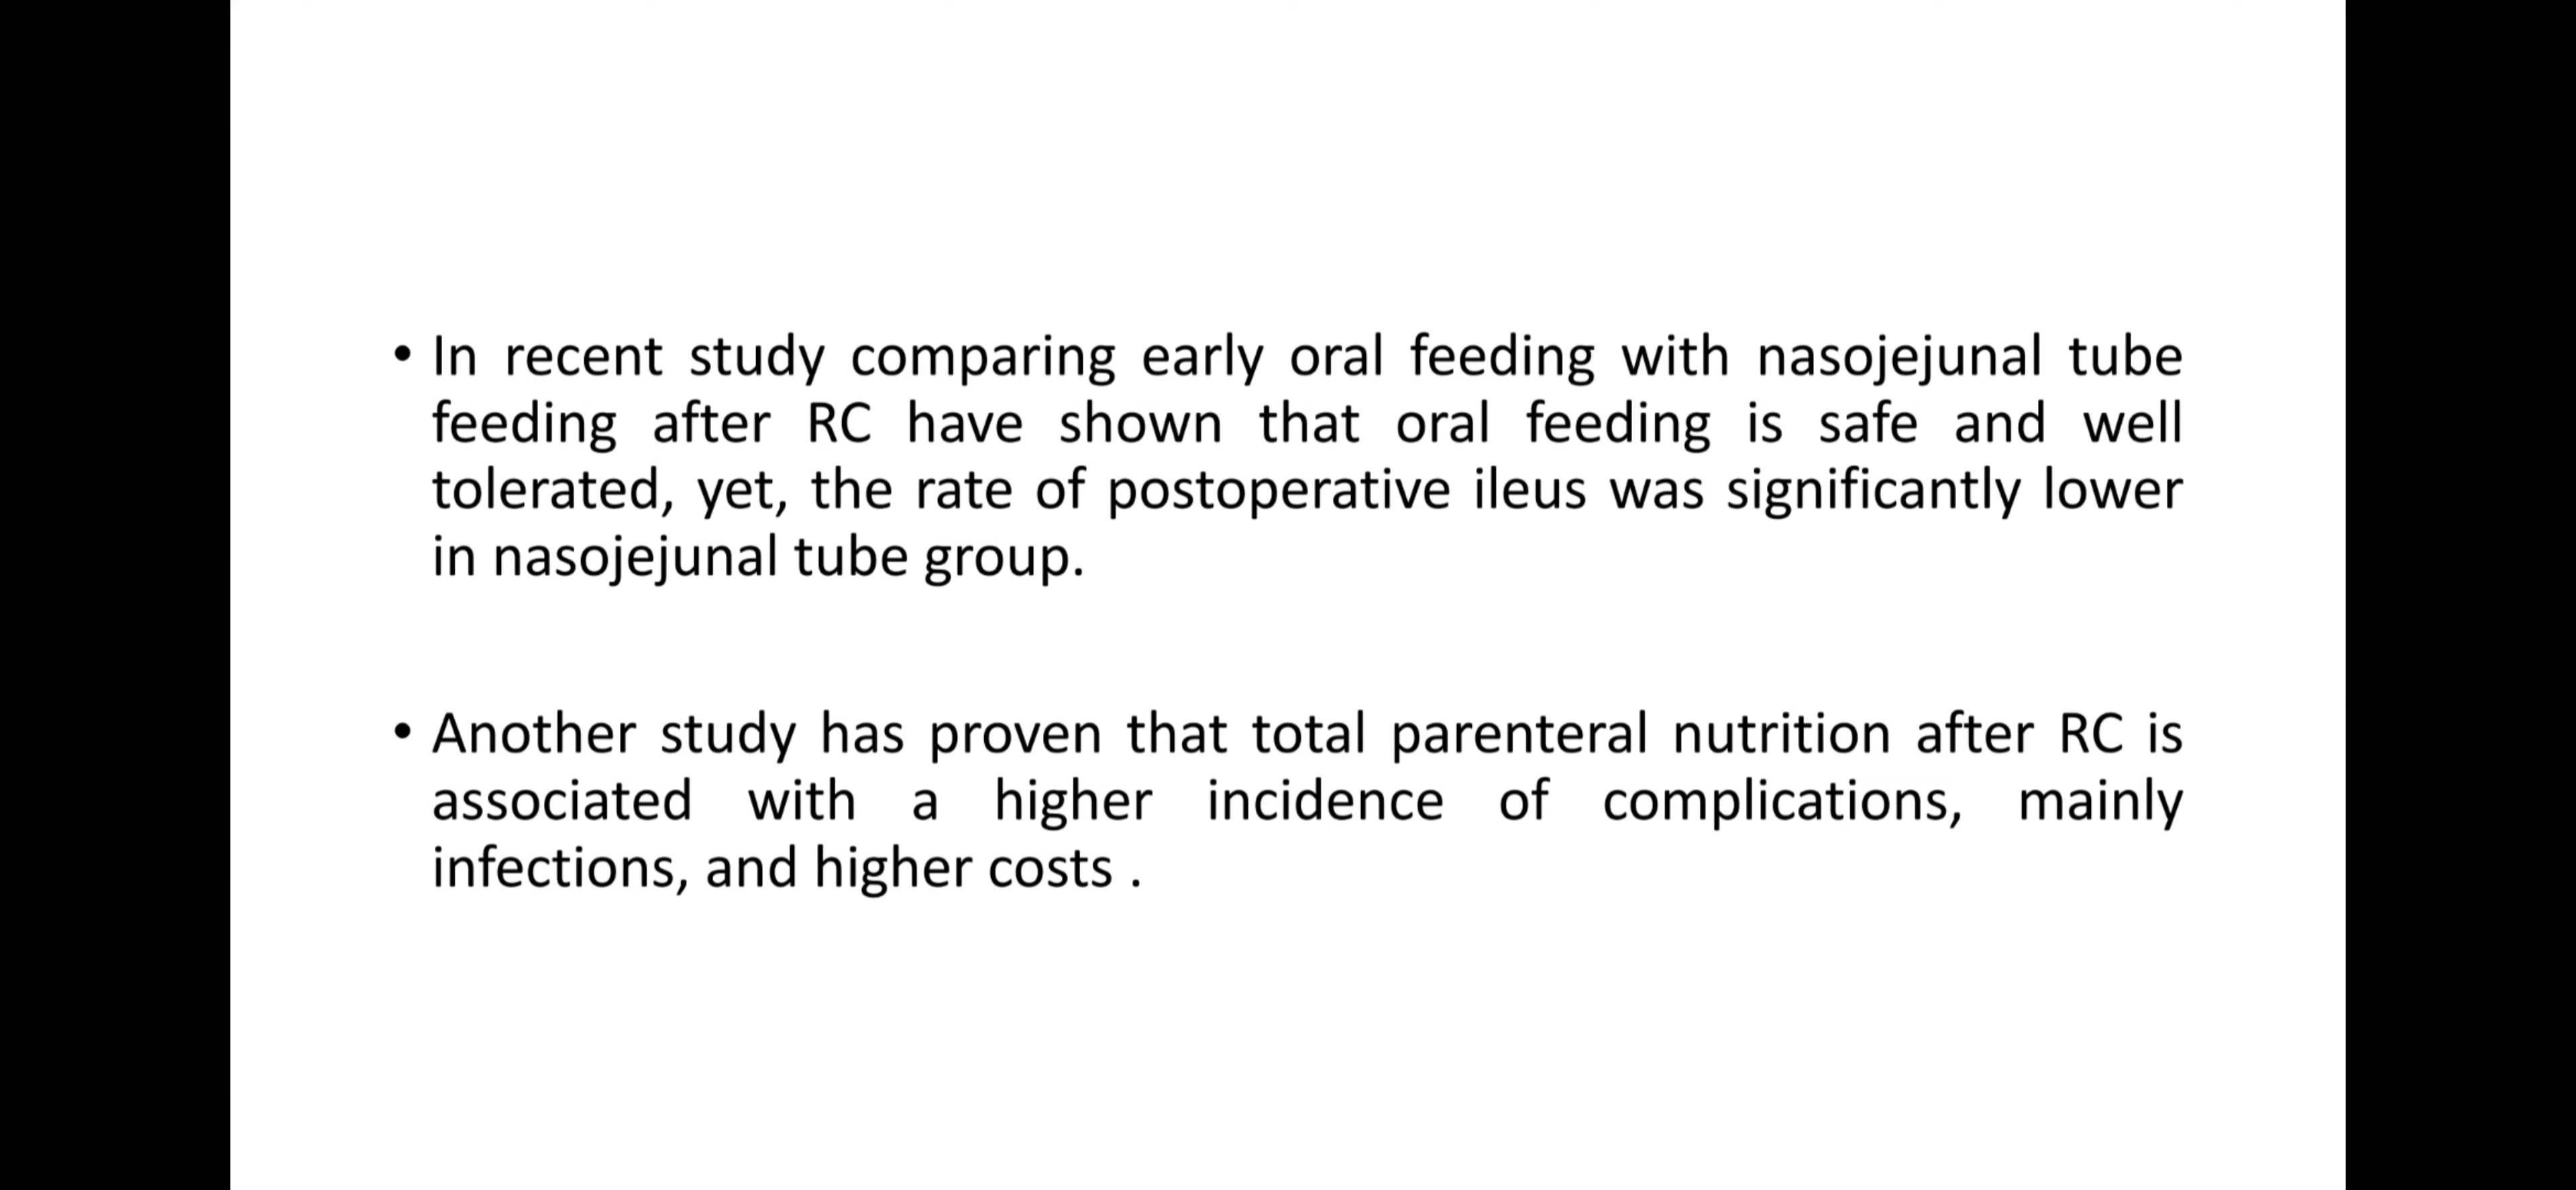 • In recent study comparing early oral feeding with nasojejunal tube
feeding after RC have shown that oral feeding is safe and well
tolerated, yet, the rate of postoperative ileus was significantly lower
in nasojejunal tube group.
• Another study has proven that total parenteral nutrition after RC is
associated with a higher incidence of complications, mainly
infections, and higher costs .